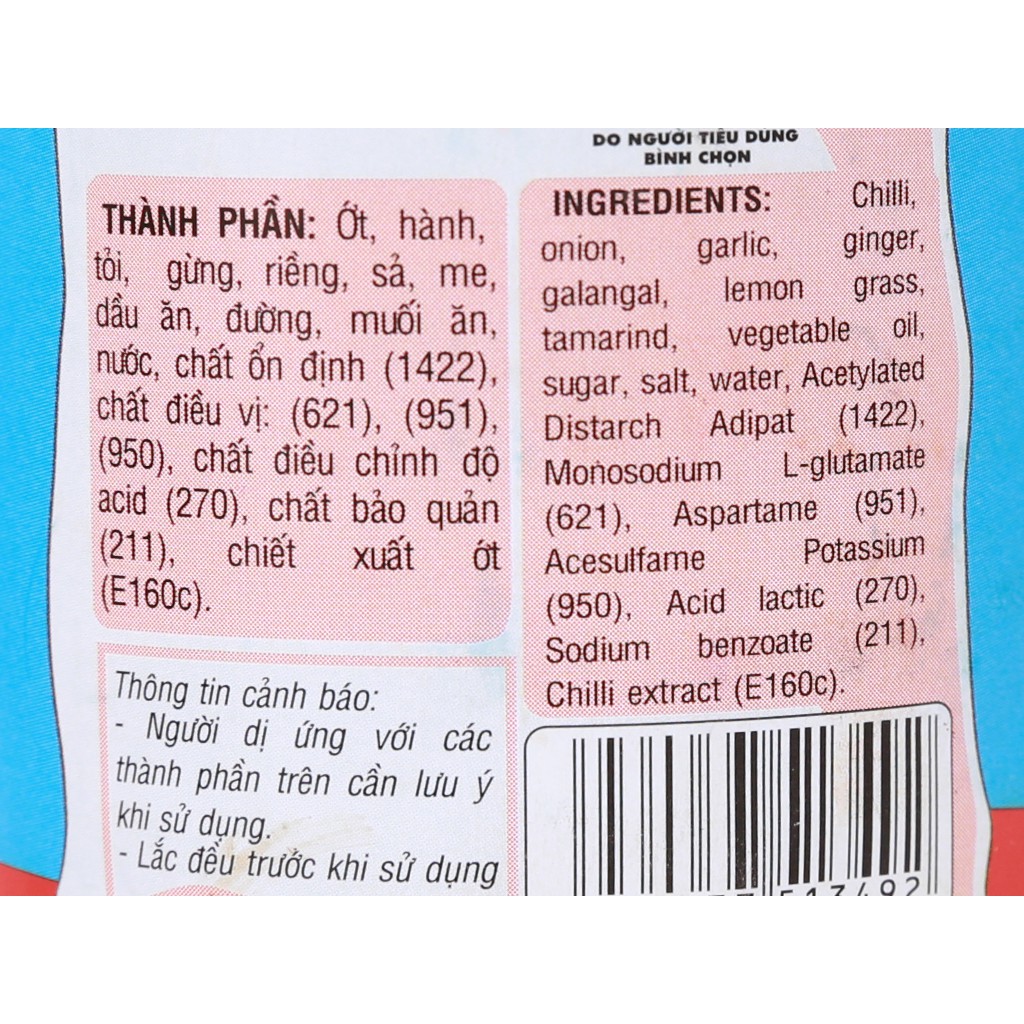 DO NGƯỜI TIÊU DÙNG
BÌNH CHỌN
THÀNH PHẦN: Ớt, hành,
tỏi, gừng, riềng, sả, me,
dầu ăn, đường, muối ăn,
nước, chất ổn định (1422),
chất điều vị: (621), (951),
(950), chất điều chỉnh độ
acid (270), chất bảo quản
(211), chiết xuất ớt
(E160c).
Thông tin cảnh báo:
- Người dị ứng với các
thành phần trên cần lưu ý
khi sử dụng.
- Lắc đều trước khi sử dụng
INGREDIENTS: Chilli,
onion, garlic, ginger,
galangal, lemon grass,
tamarind, vegetable oil,
sugar, salt, water, Acetylated
Distarch Adipat (1422),
Monosodium L-glutamate
(621), Aspartame (951),
Acesulfame Potassium
(950), Acid lactic (270),
Sodium benzoate (211),
Chilli extract (E160c).
513492